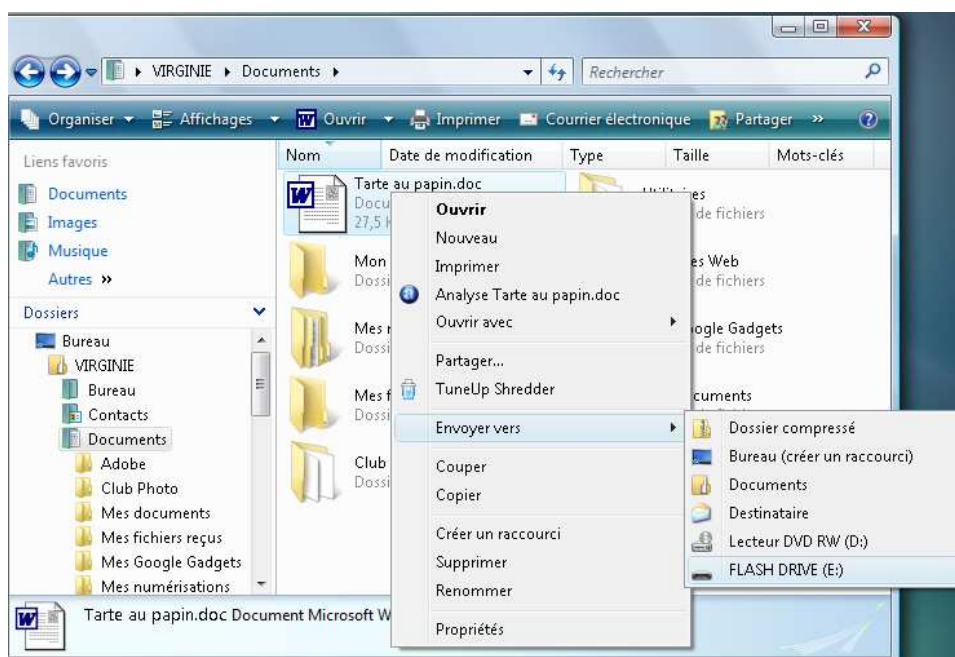 VIRGINIE Documents
Rechercher
Organiser Affichages Ouvrir Imprimer Courrier électronique Partager »
Liens favoris
Documents
Images
Musique
Autres »
Dossiers
Bureau
VIRGINIE
Bureau
Contacts
Documents
Adobe
Club Photo
Mes documents
Mes fichiers reçus
Mes Google Gadgets
Mes numérisations
Nom Date de modification Type Taille Mots-clés
Tarte au papin.doc
27,5
de fichiers
Mon
Web
de fichiers
Mes
Gadgets
de fichiers
Mes
Club
Ouvrir
Nouveau
Imprimer
Analyse Tarte au papin.doc
Ouvrir avec
Partager...
TuneUp Shredder
Envoyer vers
Couper
Copier
Créer un raccourci
Supprimer
Renommer
Propriétés
Dossier compressé
Bureau (créer un raccourci)
Documents
Destinataire
Lecteur DVD RW (D:)
FLASH DRIVE (E:)
Tarte au papin.doc Document Microsoft W